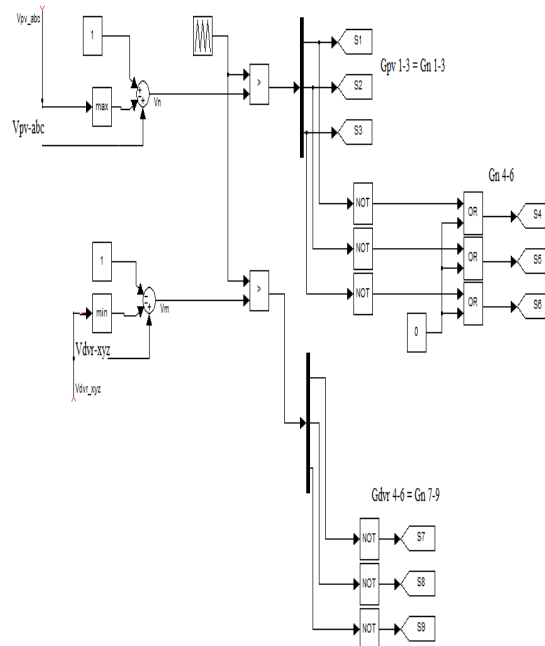 Vpv_abc
1
max
Vn
Vpv-abc
>
S1
S2
S3
Gpv 1-3 = Gn 1-3
Gn 4-6
NOT
NOT
NOT
OR
OR
OR
S4
S5
S6
0
1
min
Vm
Vdvr-xyz
Vdvr_xyz
>
Gdvr 4-6 = Gn 7-9
NOT
S7
NOT
S8
NOT
S9